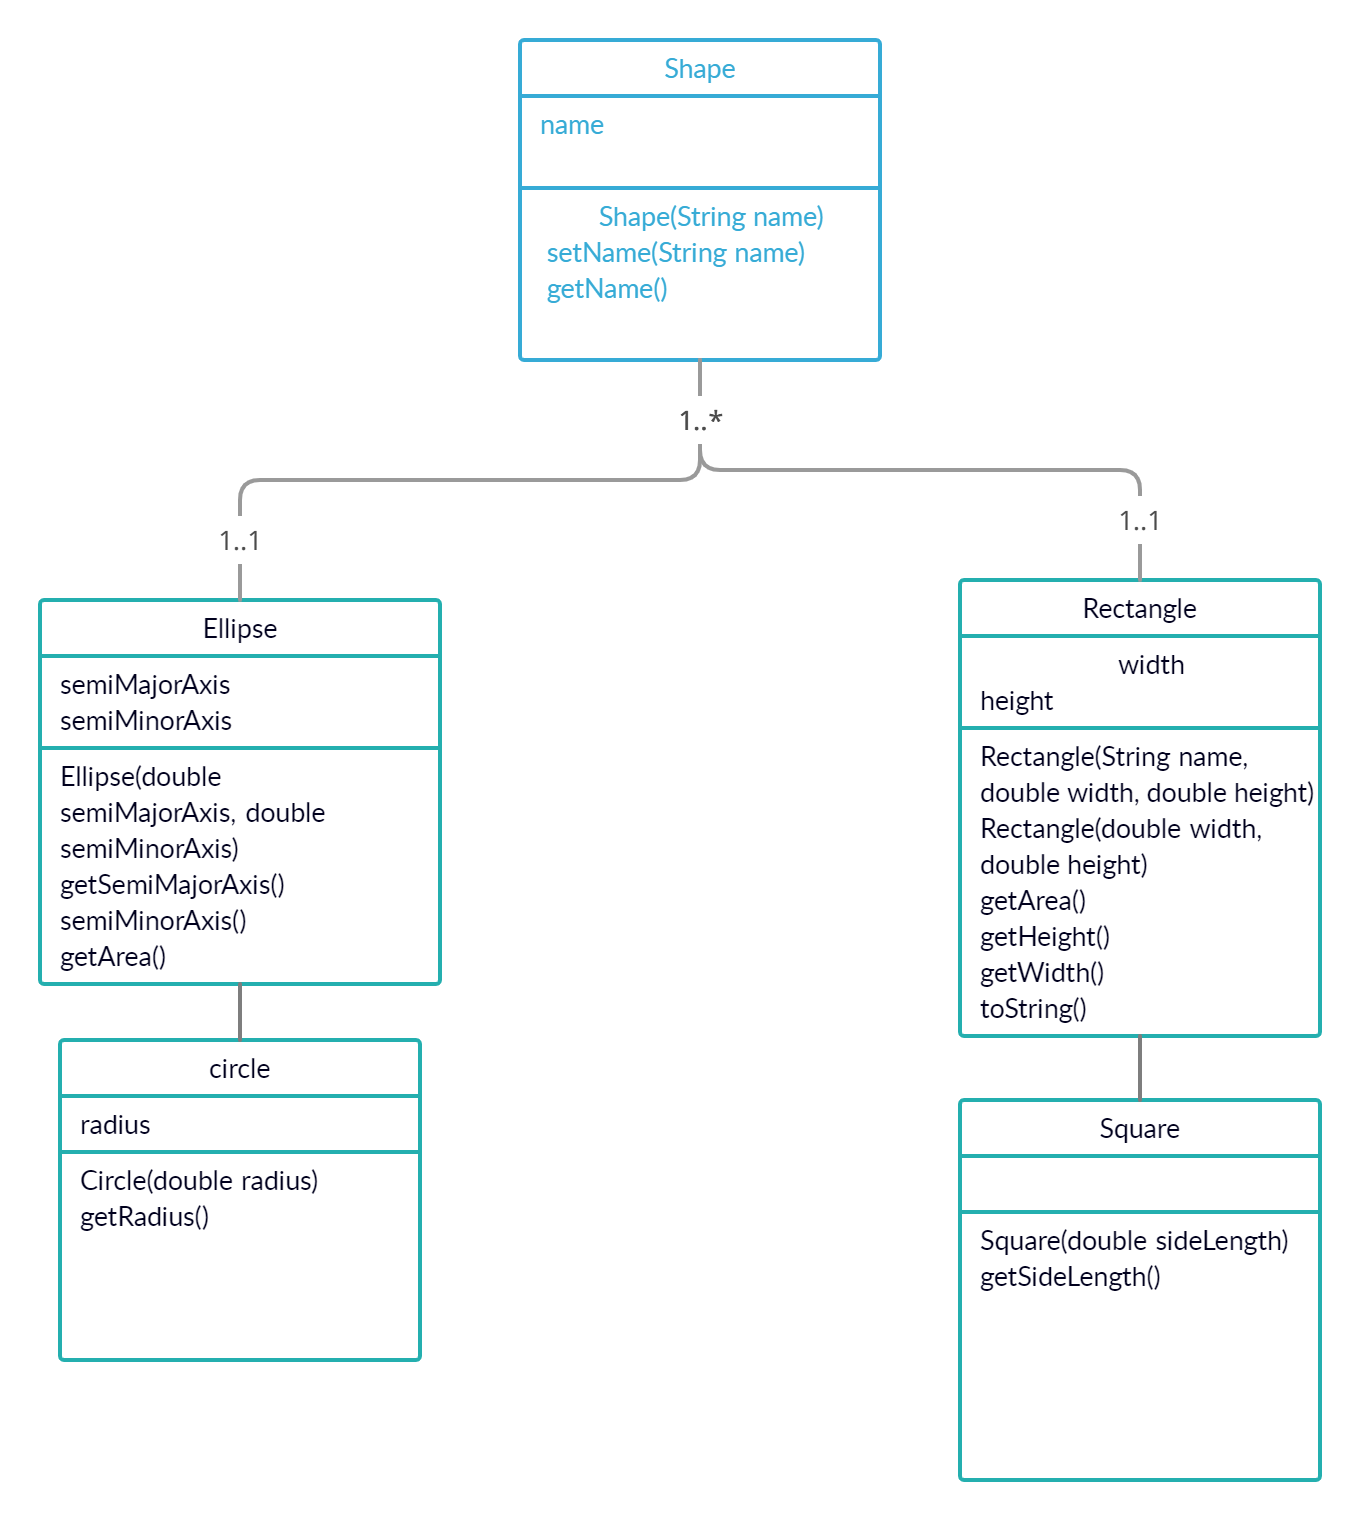 Shape
name
Shape(String name)
setName(String name)
getName()
1..*
1..1
1..1
Ellipse
semiMajorAxis
semiMinorAxis
Ellipse(double
semiMajorAxis, double
semiMinorAxis)
getSemiMajorAxis()
semiMinorAxis()
getArea()
circle
radius
Circle(double radius)
getRadius()
Rectangle
width
height
Rectangle(String name,
double width, double height)
Rectangle(double width,
double height)
getArea()
getHeight()
getWidth()
toString()
Square
Square(double sideLength)
getSideLength()